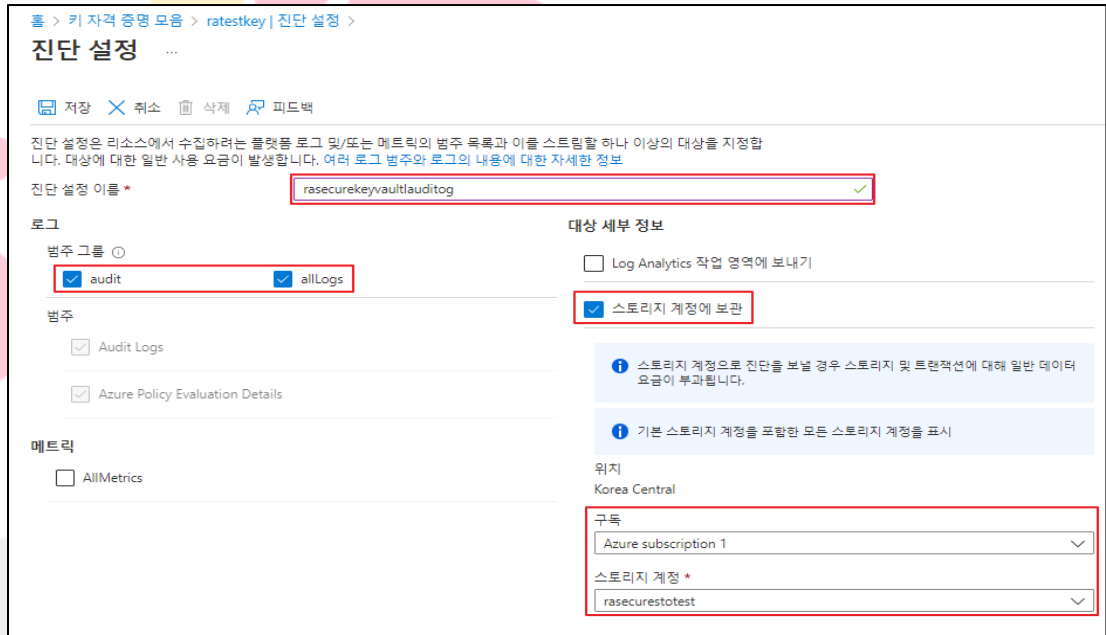 홈 > 키 자격 증명 모음 > ratestkey | 진단 설정 >
진단 설정 ...
저장 취소 삭제 피드백
진단 설정은 리소스에서 수집하려는 플랫폼 로그 및/또는 메트릭의 범주 목록과 이를 스트림할 하나 이상의 대상을 지정합
니다. 대상에 대한 일반 사용 요금이 발생합니다. 여러 로그 범주와 로그의 내용에 대한 자세한 정보
진단 설정 이름 * rasecurekeyvaultlauditog
로그
범주 그룹
audit allLogs
범주
Audit Logs
Azure Policy Evaluation Details
메트릭
AllMetrics
대상 세부 정보
Log Analytics 작업 영역에 보내기
스토리지 계정에 보관
스토리지 계정으로 진단을 보낼 경우 스토리지 및 트랜잭션에 대해 일반 데이터
요금이 부과됩니다.
기본 스토리지 계정을 포함한 모든 스토리지 계정을 표시
위치
Korea Central
구독
Azure subscription 1
스토리지 계정 *
rasecurestotest